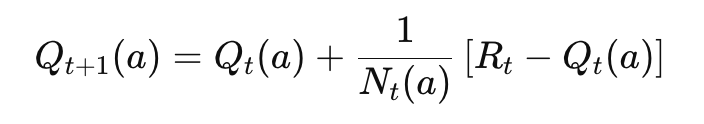 Q_{t+1}(a) = Q_t(a) + \frac{1}{N_t(a)} [R_t − Q_t(a)]